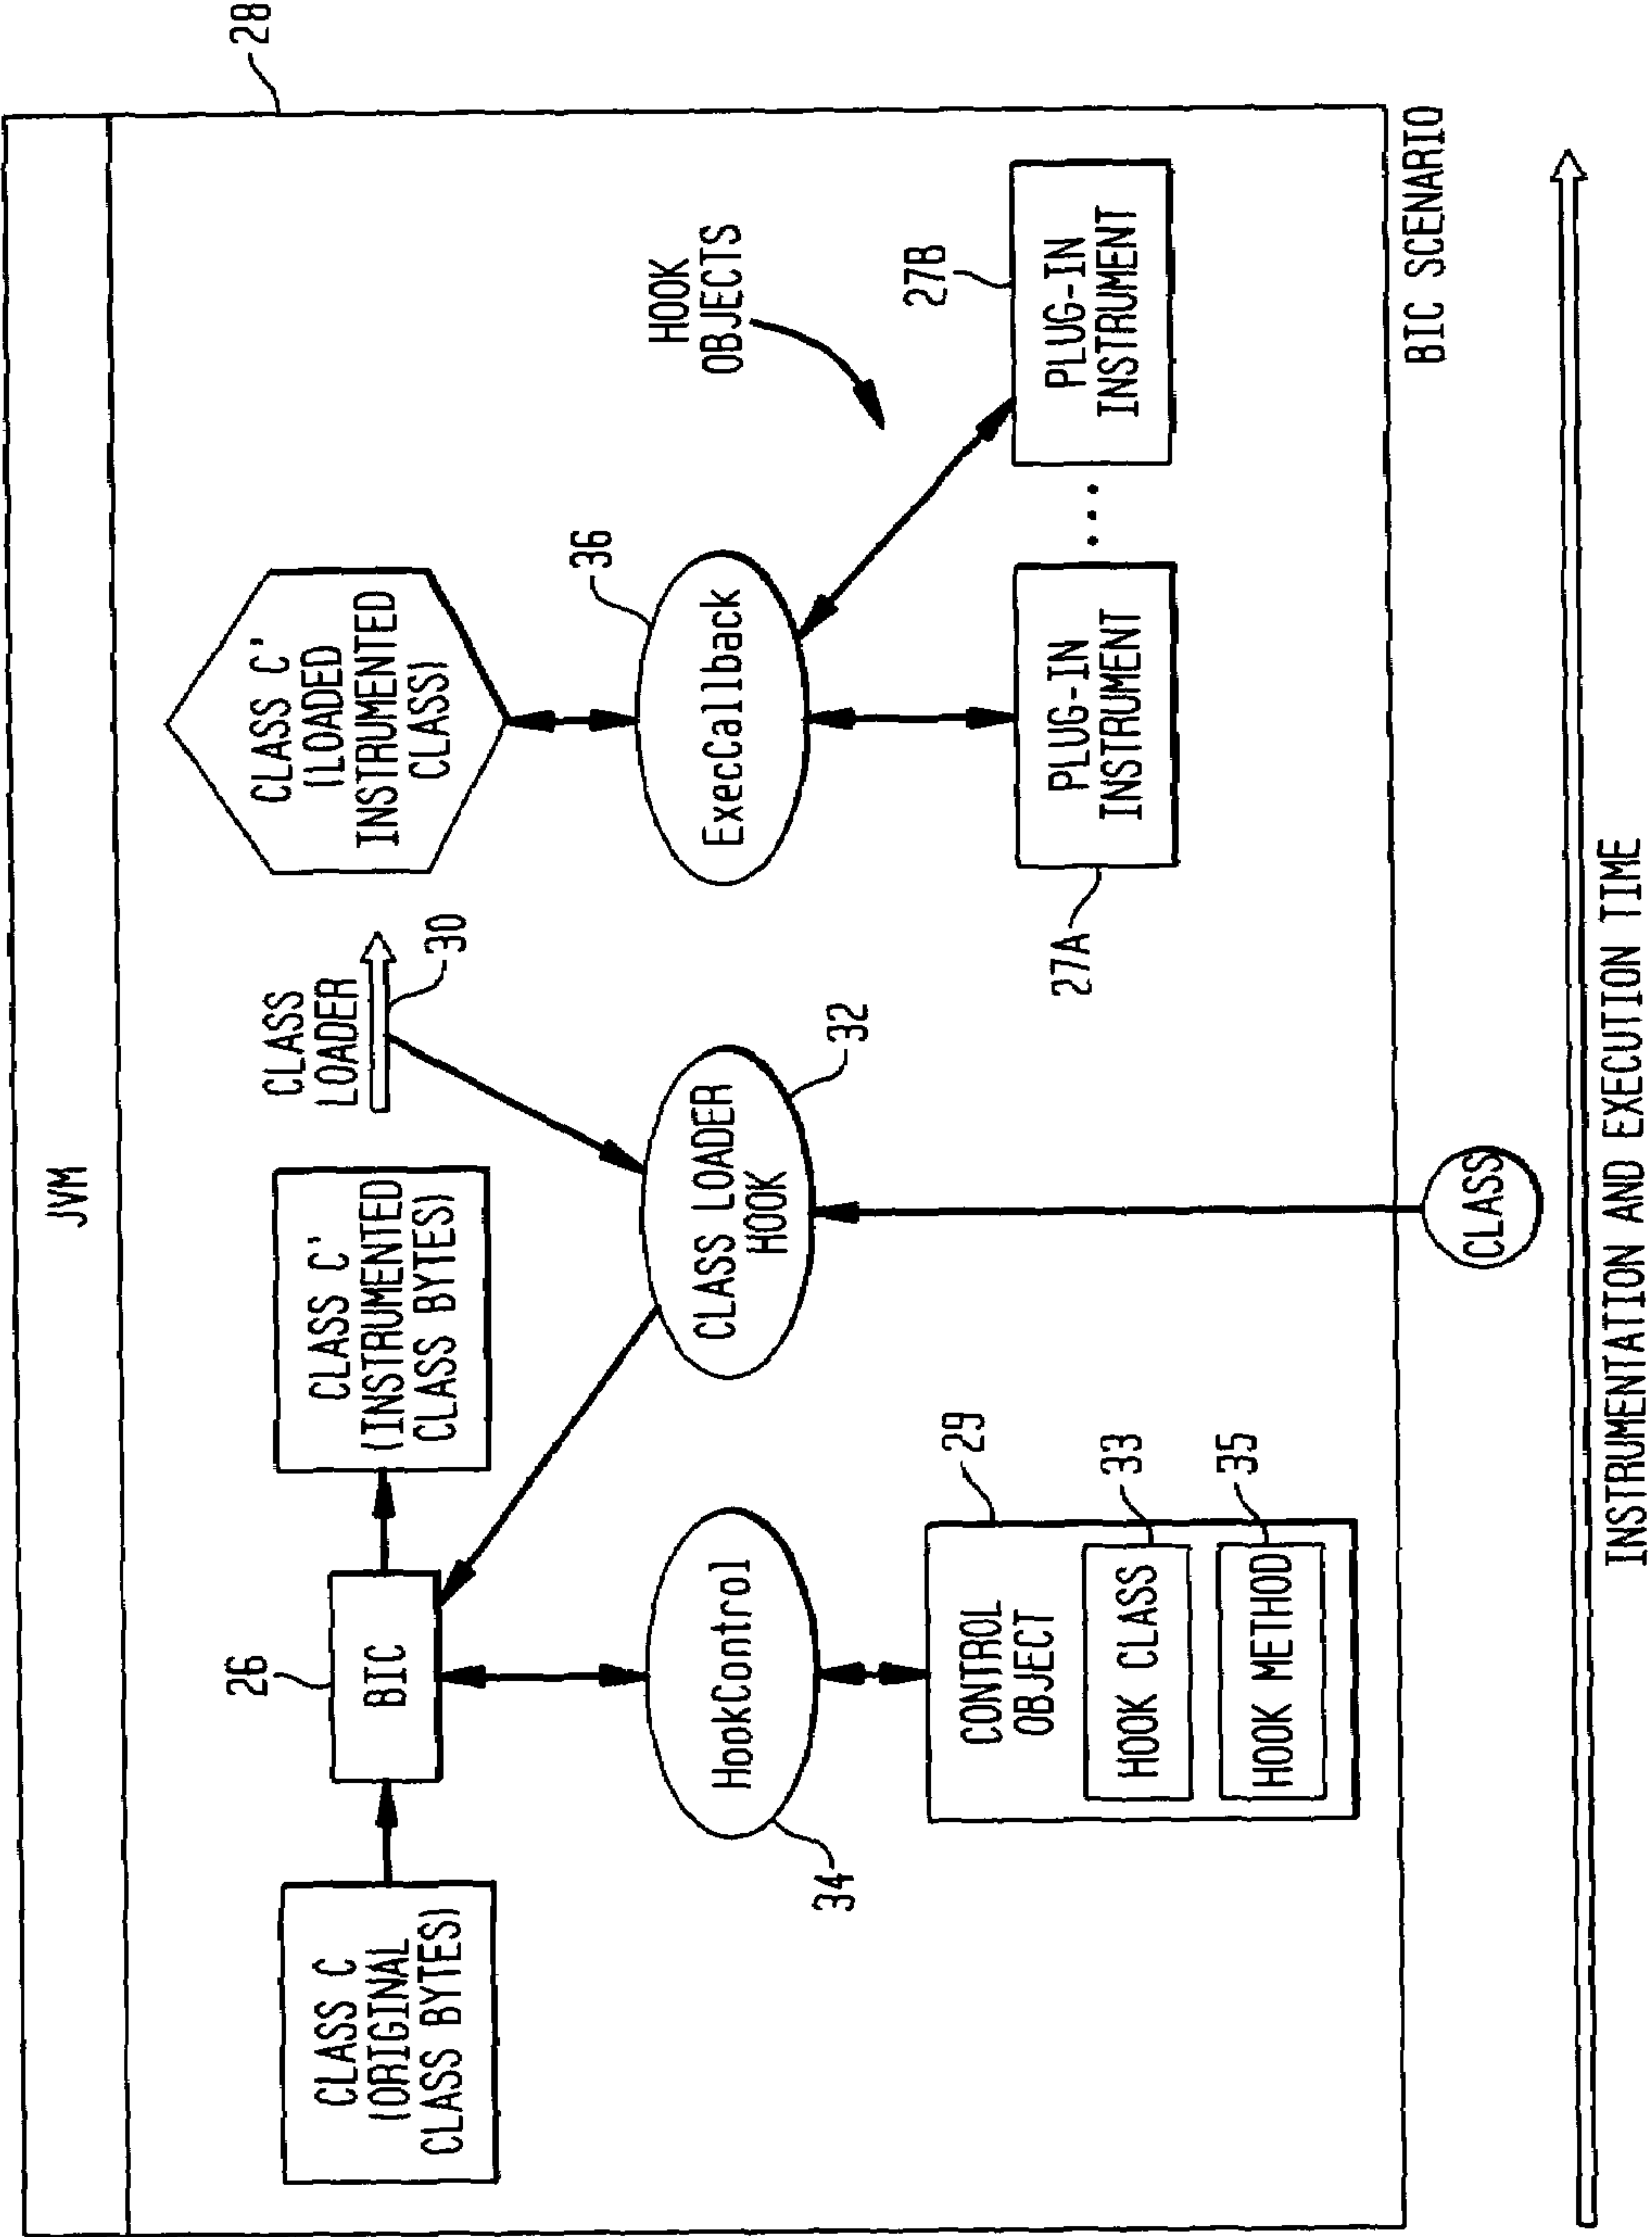 JVM
28
CLASS C
(ORIGINAL
CLASS BYTES)
26
BIC
CLASS C'
(INSTRUMENTED
CLASS BYTES)
CLASS
LOADER
30
CLASS C'
(LOADED
INSTRUMENTED
CLASS)
34
HookControl
CLASS LOADER
HOOK
32
36
ExecCallback
HOOK
OBJECTS
29
CONTROL
OBJECT
HOOK CLASS
33
HOOK METHOD
35
27A
PLUG-IN
INSTRUMENT
....
27B
PLUG-IN
INSTRUMENT
BIC SCENARIO
CLASS
INSTRUMENTATION AND EXECUTION TIME